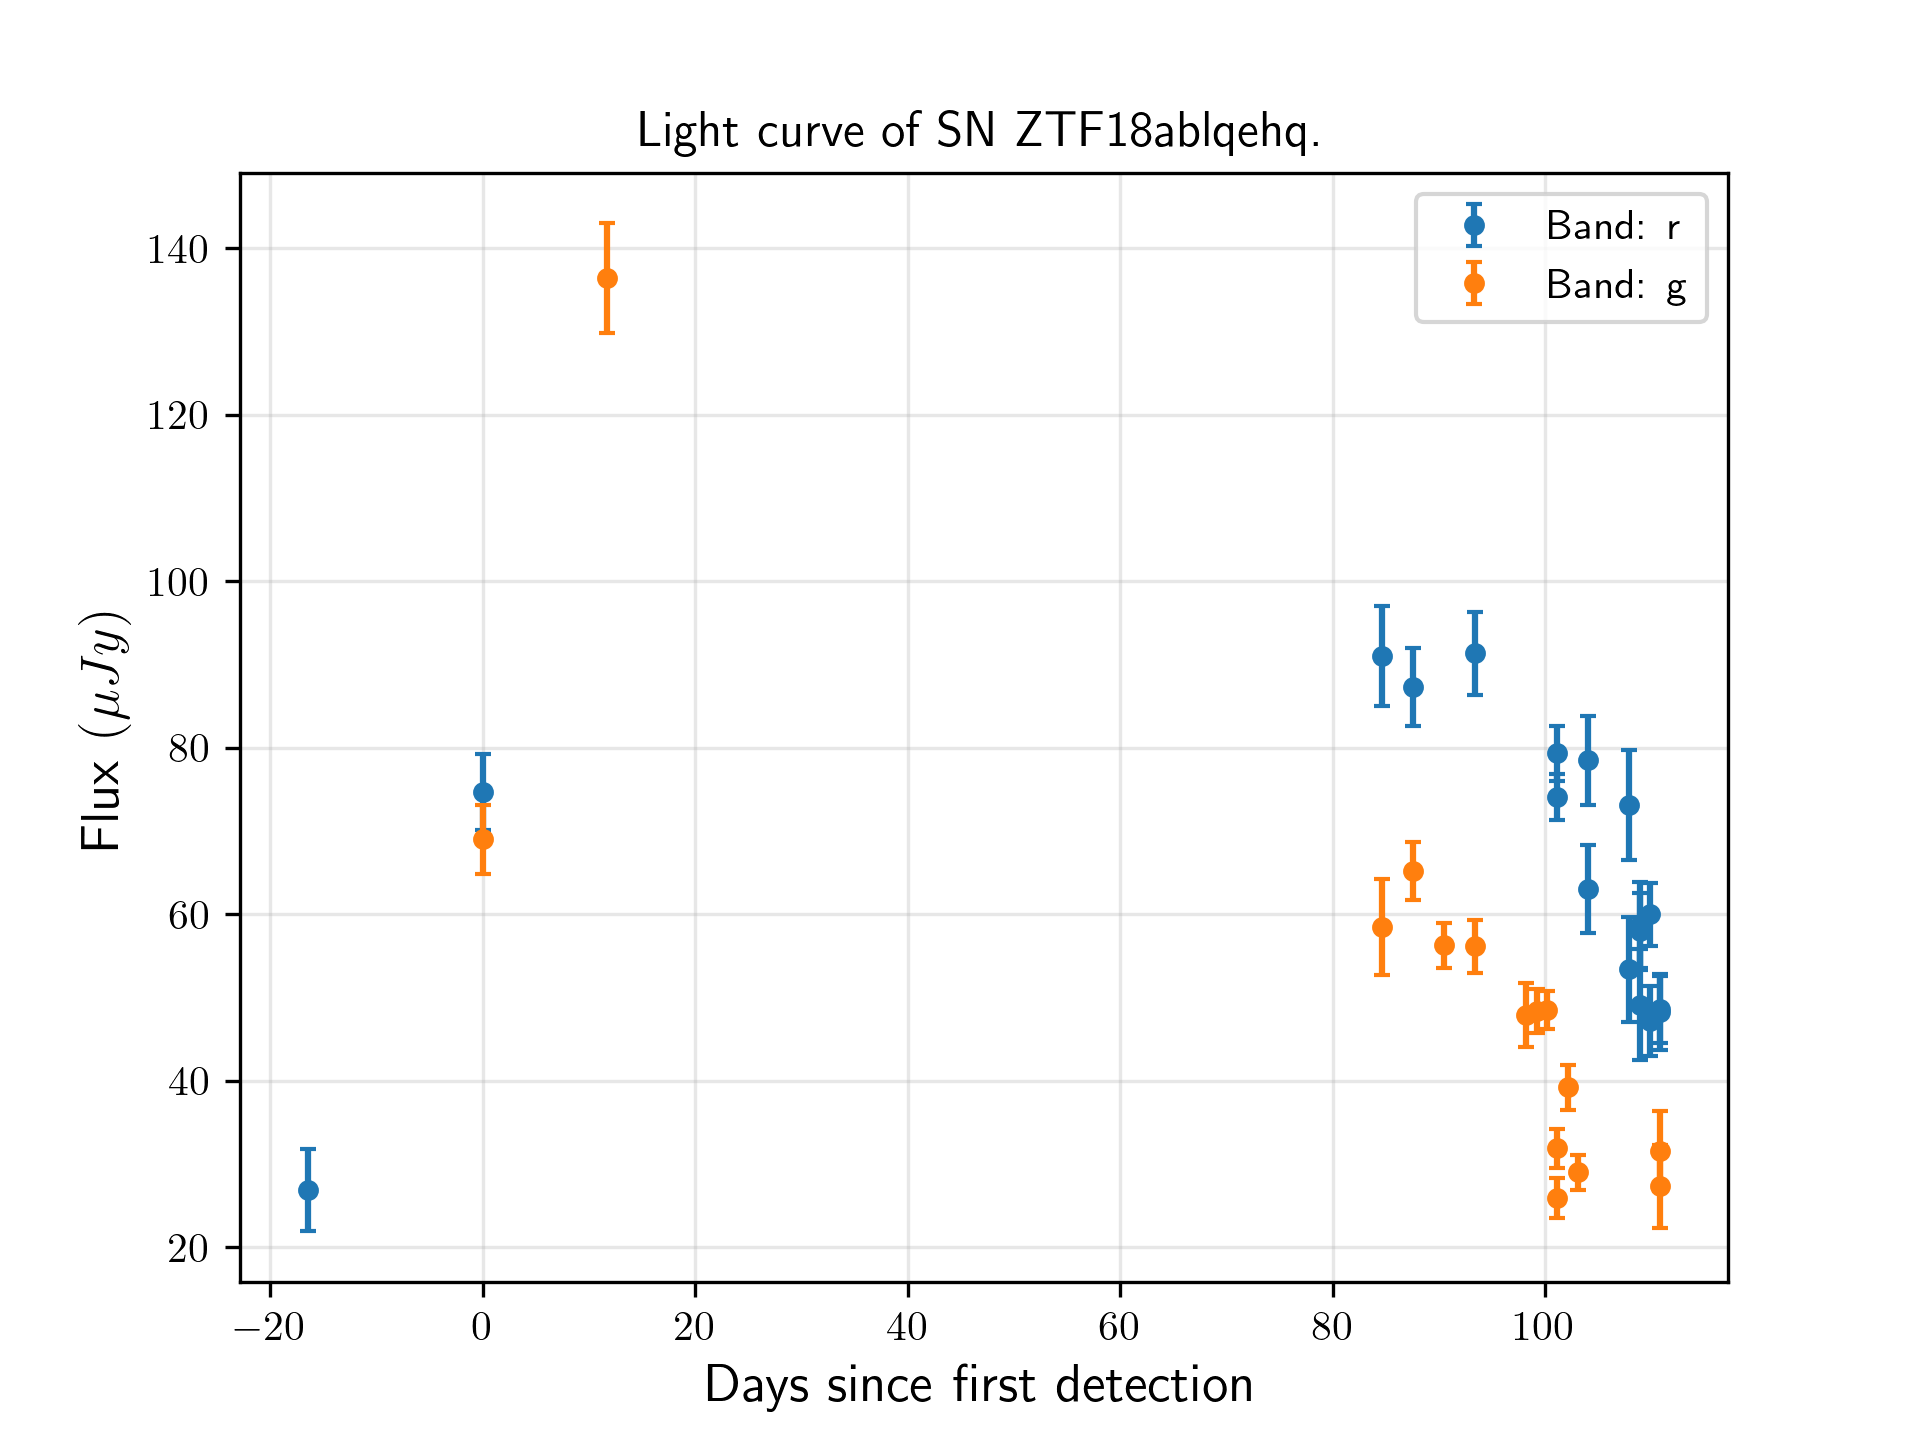 Light curve of SN ZTF18ablqehq.
Band: r
Band: g
140
120
100
80
60
40
20
Flux (μJy)
−20 0 20 40 60 80 100
Days since first detection